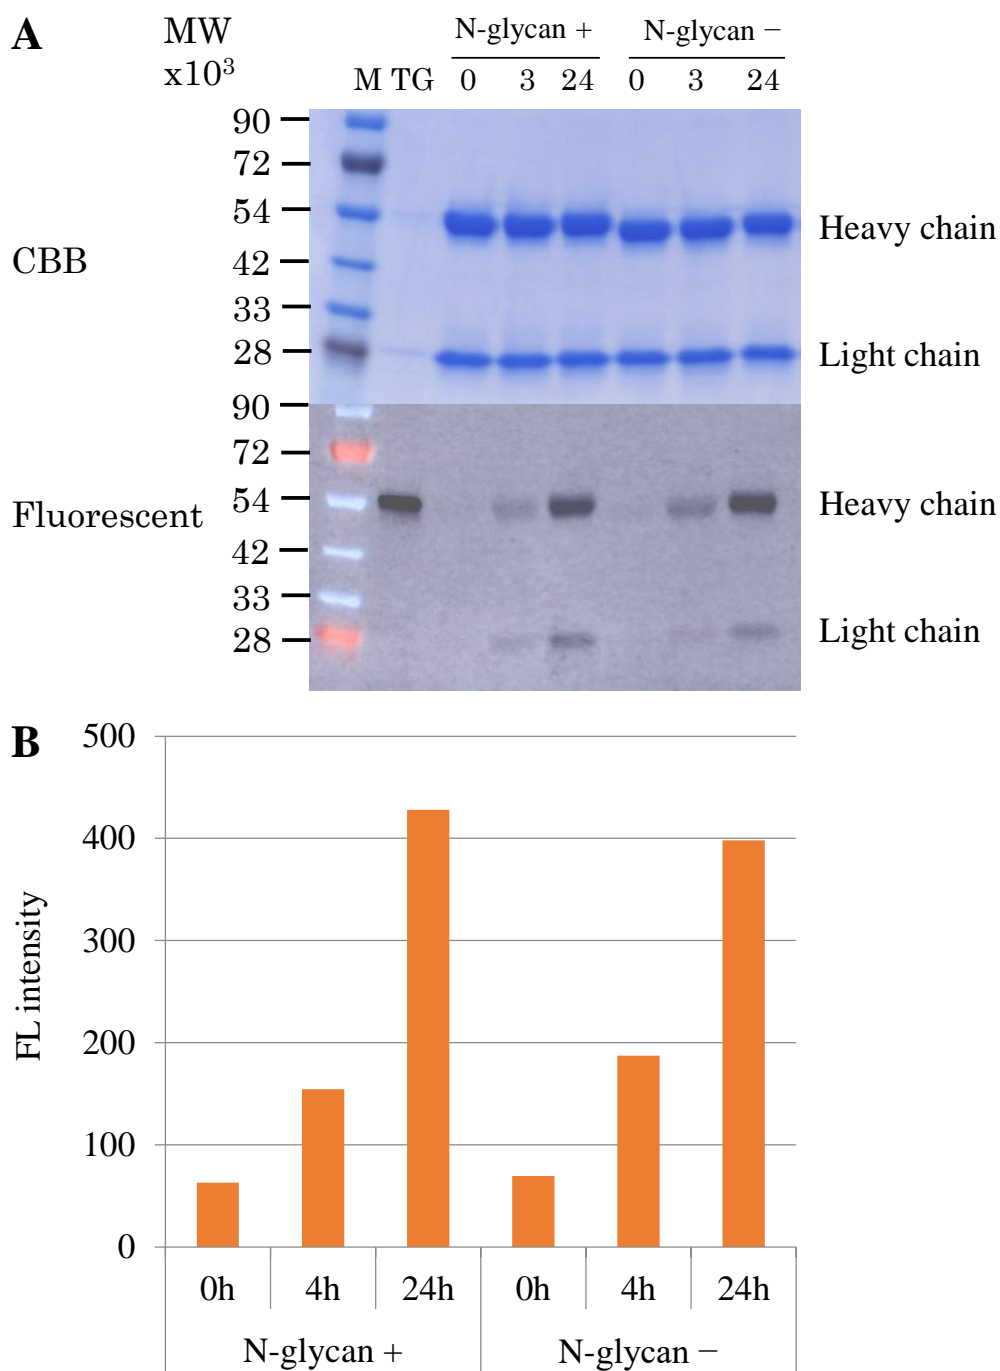 A
MW
x10³
N-glycan +
N-glycan −
M TG 0 3 24 0 3 24
90
72
54
42
33
28
CBB
Heavy chain
Light chain
90
72
54
42
33
28
Fluorescent
Heavy chain
Light chain
B
FL intensity
500
400
300
200
100
0
0h 4h 24h 0h 4h 24h
N-glycan + N-glycan −